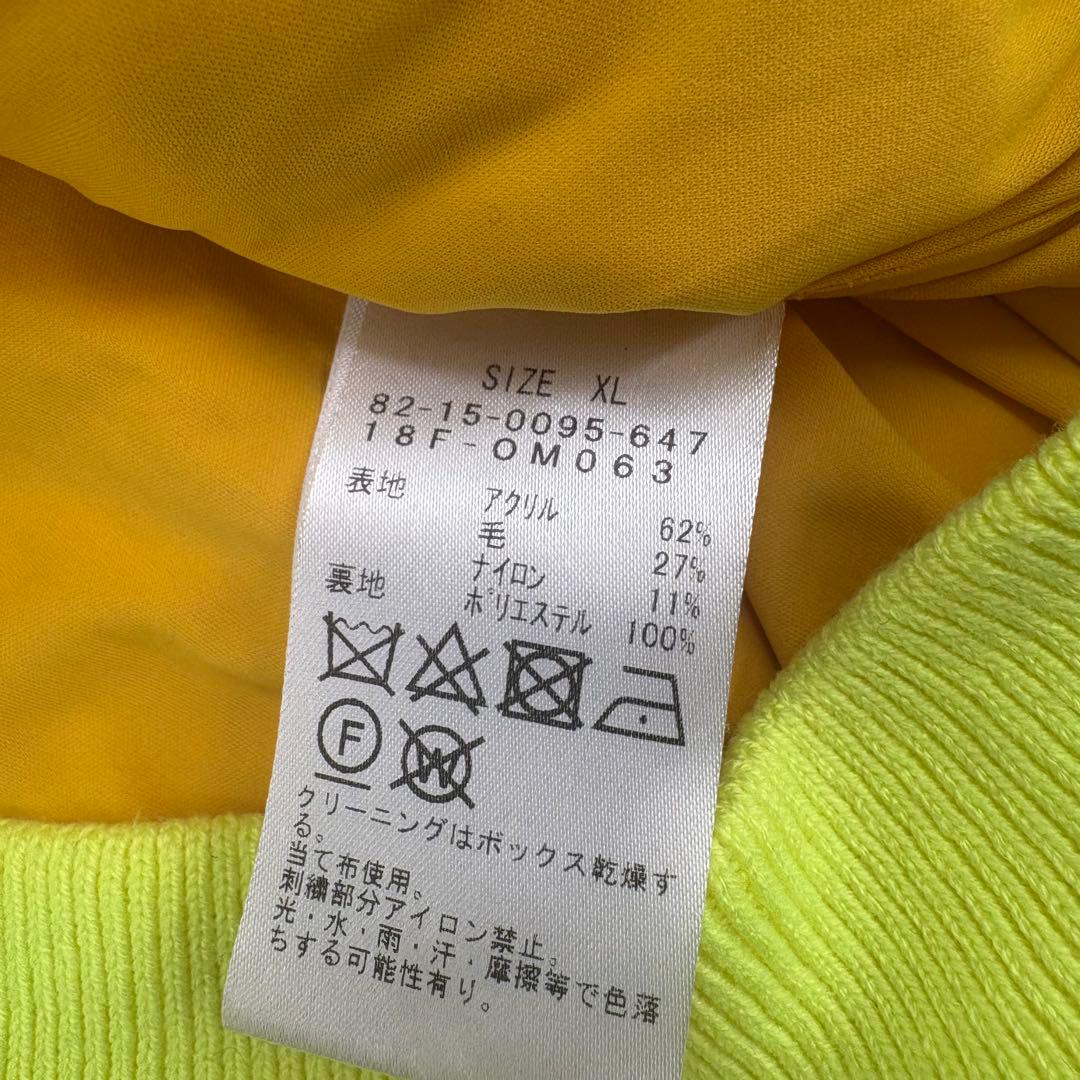 SIZE XL
82-15-0095-647
18F-OM063
表地 アクリル 62%
毛 27%
ナイロン 11%
裏地 ポリエステル 100%
F W
クリーニングはボックス乾燥す
る。
当て布使用。
刺繍部分アイロン禁止。
光・水・雨・汗・摩擦等で色落
ちする可能性有り。